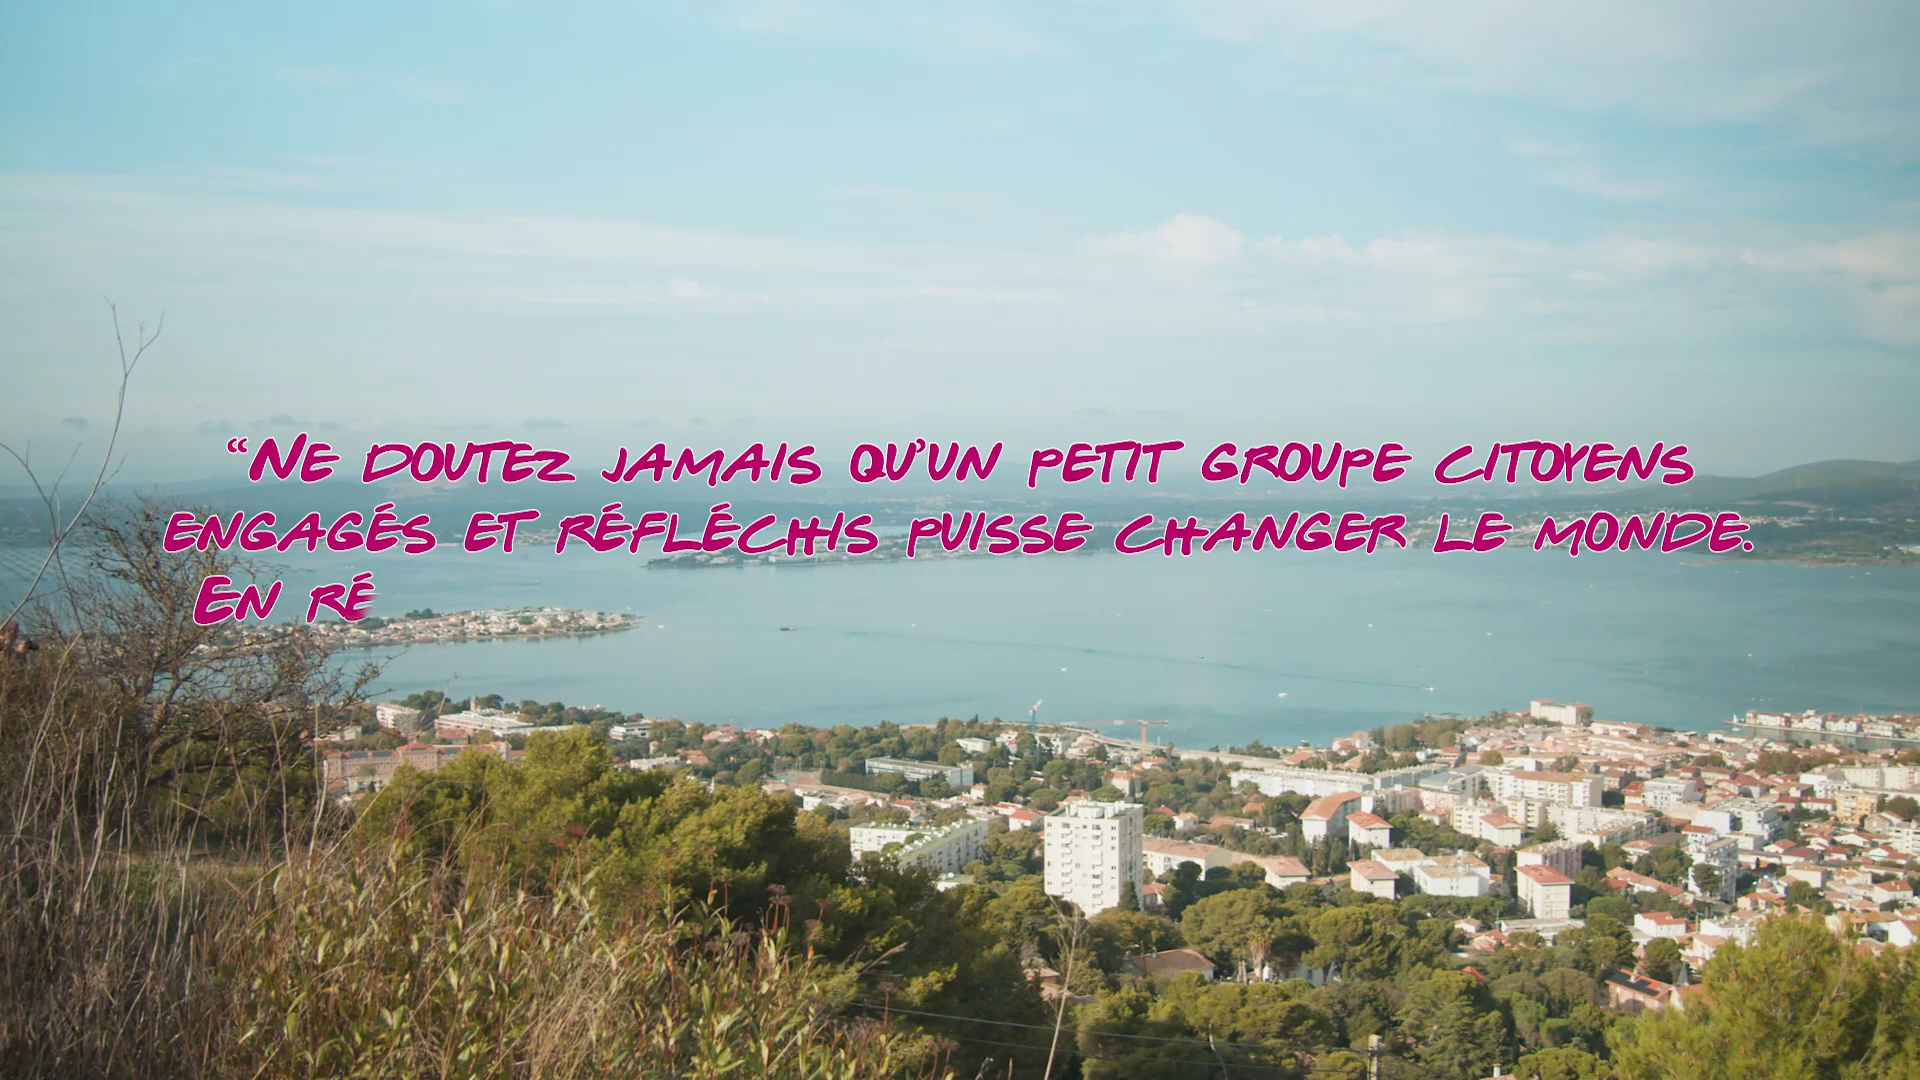 “Ne doutez jamais qu’un petit groupe citoyens
engagés et réfléchis puisse changer le monde.
En ré